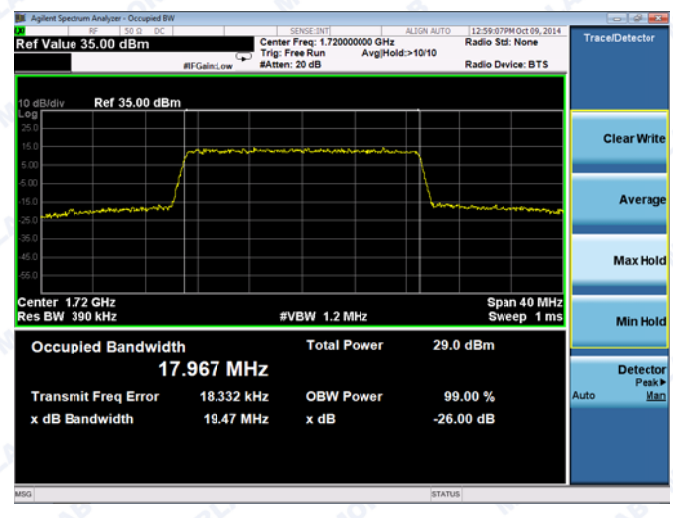 Agilent Spectrum Analyzer - Occupied BW
RF 50 Ω DC SENSE:INT ALIGN AUTO 12:59:07PM Oct 09, 2014
Ref Value 35.00 dBm
Center Freq: 1.720000000 GHz
Radio Std: None
Trig: Free Run Avg|Hold:>10/10
#IFGain:Low #Atten: 20 dB
Radio Device: BTS
Trace/Detector
10 dB/div Ref 35.00 dBm
Log
25.0
15.0
5.00
-5.00
-15.0
-25.0
-35.0
-45.0
-55.0
Center 1.72 GHz Span 40 MHz
Res BW 390 kHz #VBW 1.2 MHz Sweep 1 ms
Occupied Bandwidth Total Power 29.0 dBm
17.967 MHz
Transmit Freq Error 18.332 kHz OBW Power 99.00 %
x dB Bandwidth 19.47 MHz x dB -26.00 dB
Clear Write
Average
Max Hold
Min Hold
Detector
Peak▶
Auto Man
MSG STATUS